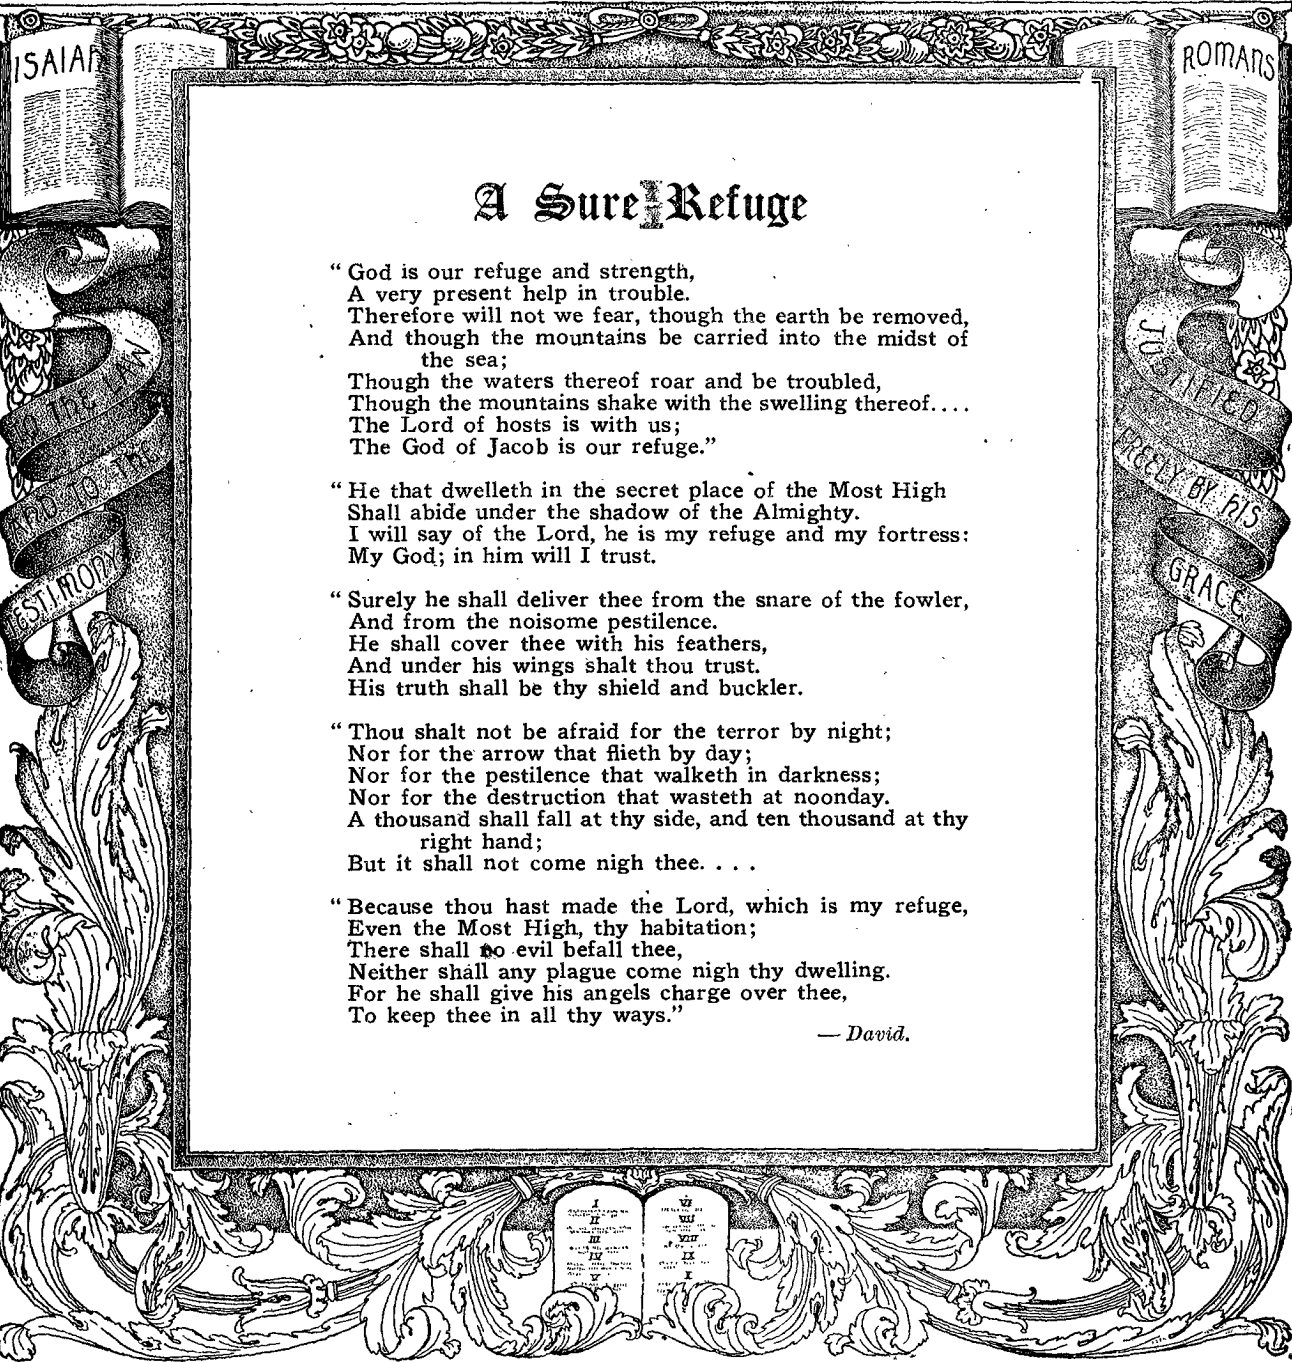 ISAIAH
ROMANS
A Sure Refuge
“ God is our refuge and strength,
A very present help in trouble.
Therefore will not we fear, though the earth be removed,
And though the mountains be carried into the midst of
the sea;
Though the waters thereof roar and be troubled,
Though the mountains shake with the swelling thereof....
The Lord of hosts is with us;
The God of Jacob is our refuge.”
“ He that dwelleth in the secret place of the Most High
Shall abide under the shadow of the Almighty.
I will say of the Lord, he is my refuge and my fortress:
My God; in him will I trust.
“ Surely he shall deliver thee from the snare of the fowler,
And from the noisome pestilence.
He shall cover thee with his feathers,
And under his wings shalt thou trust.
His truth shall be thy shield and buckler.
“ Thou shalt not be afraid for the terror by night;
Nor for the arrow that flieth by day;
Nor for the pestilence that walketh in darkness;
Nor for the destruction that wasteth at noonday.
A thousand shall fall at thy side, and ten thousand at thy
right hand;
But it shall not come nigh thee. . . .
“ Because thou hast made the Lord, which is my refuge,
Even the Most High, thy habitation;
There shall no evil befall thee,
Neither shall any plague come nigh thy dwelling.
For he shall give his angels charge over thee,
To keep thee in all thy ways.”
— David.
TO THE LAW
AND TO THE
TESTIMONY
JUSTIFIED
FREELY BY HIS
GRACE
I
II
III
IV
V
VI
VII
VIII
IX
X